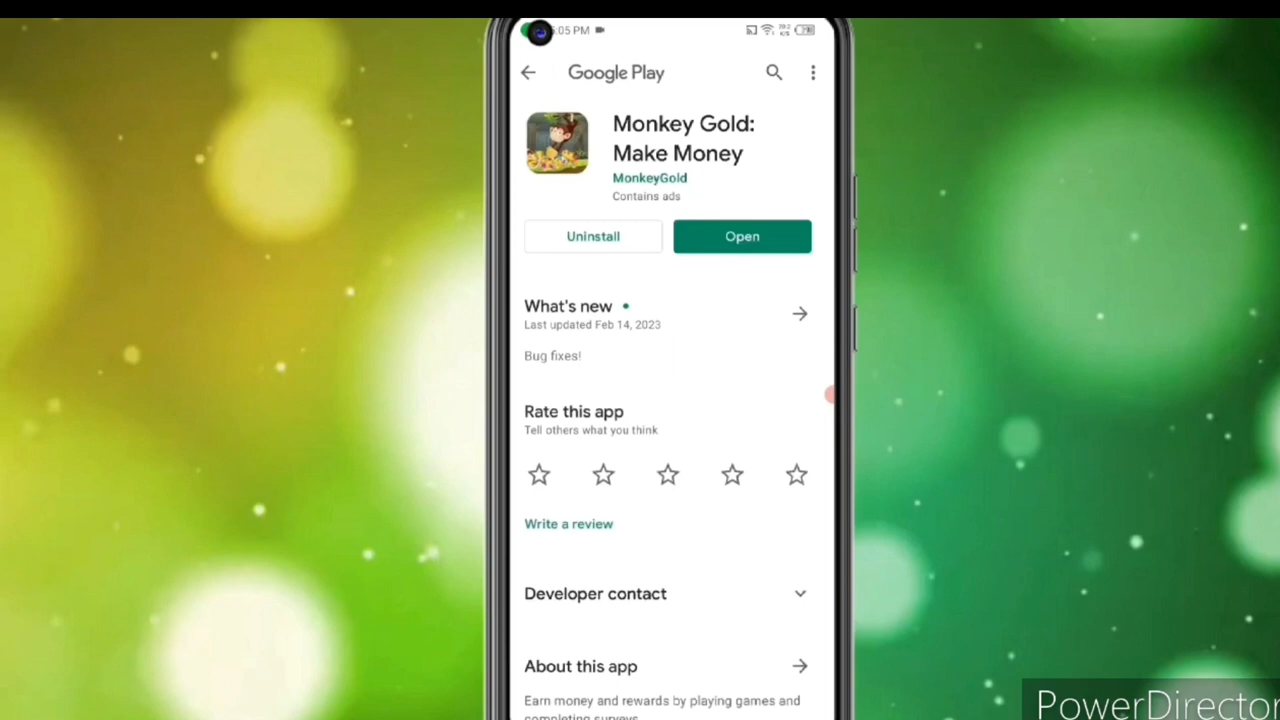 5:05 PM
Google Play
Monkey Gold:
Make Money
MonkeyGold
Contains ads
Uninstall
Open
What's new
Last updated Feb 14, 2023
Bug fixes!
Rate this app
Tell others what you think
Write a review
Developer contact
About this app
Earn money and rewards by playing games and
completing surveys
PowerDirector